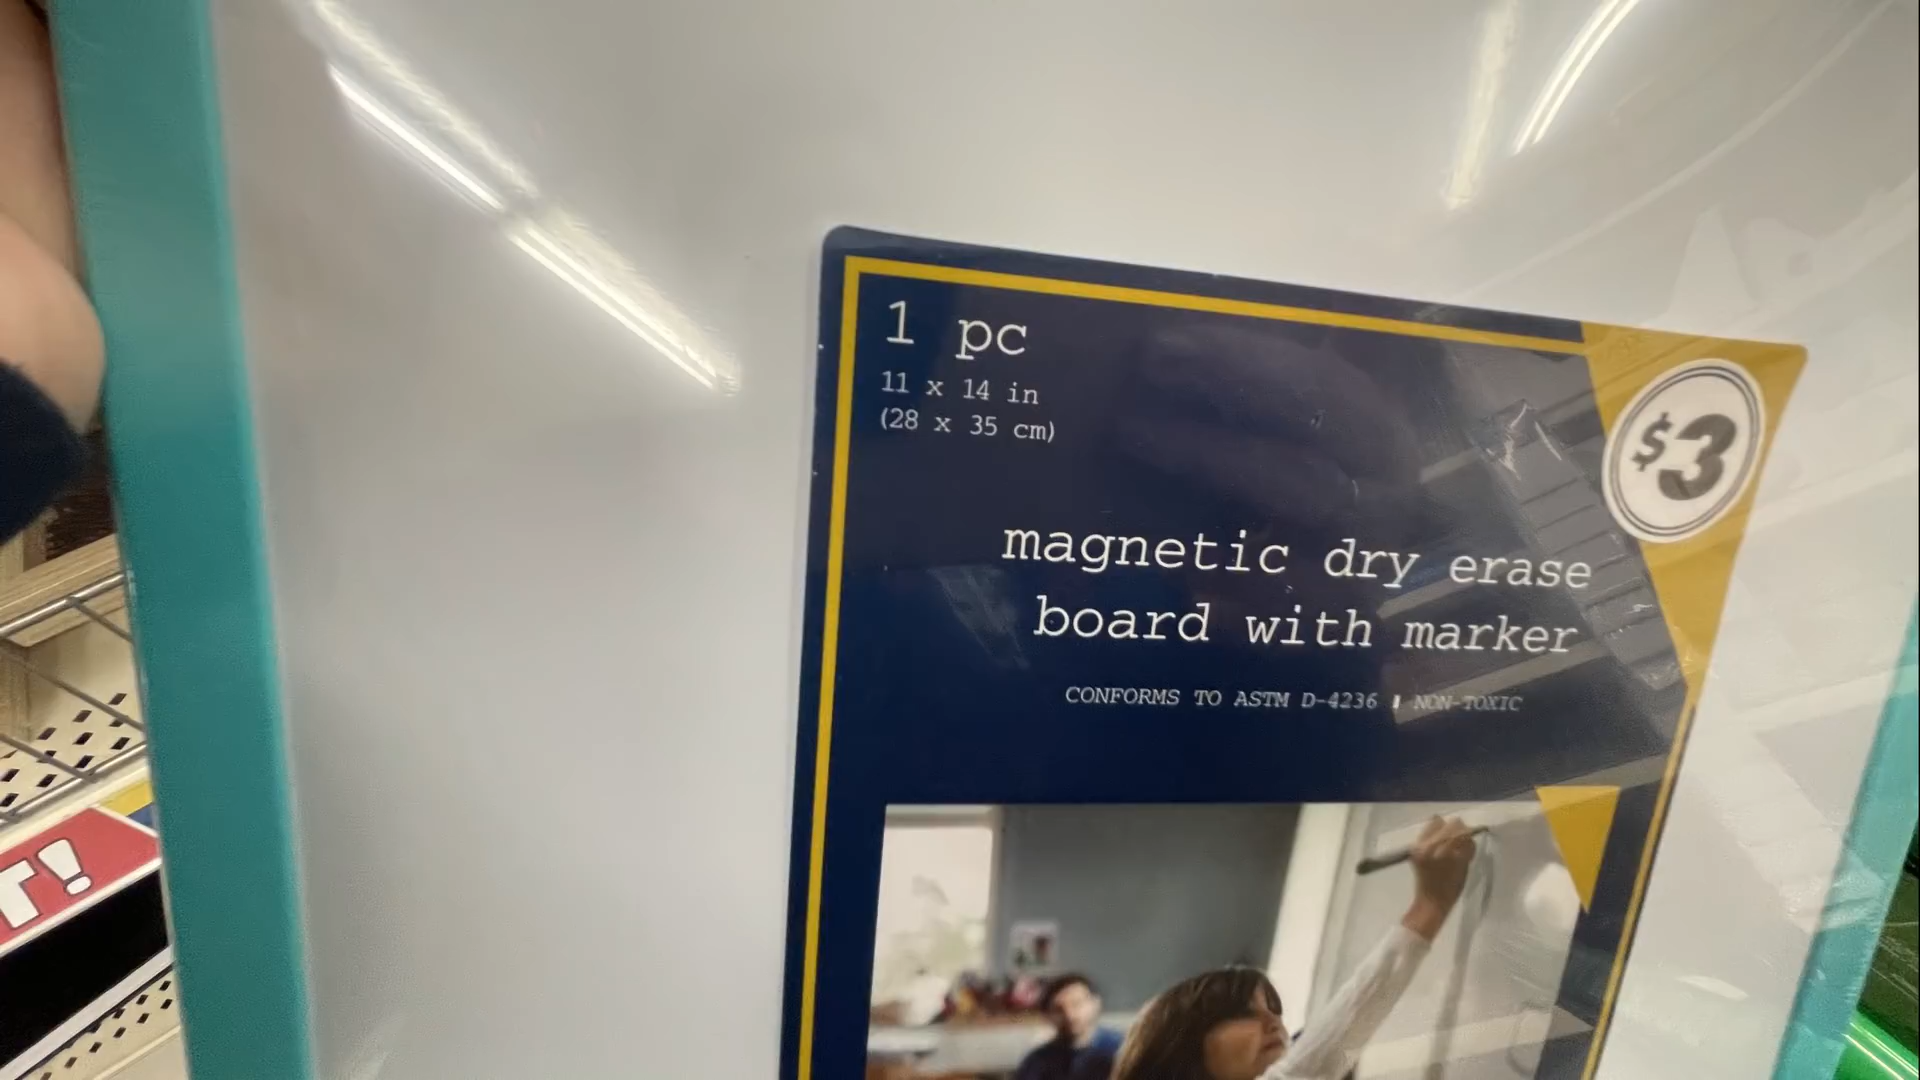 1 pc
11 x 14 in
(28 x 35 cm)
$3
magnetic dry erase
board with marker
CONFORMS TO ASTM D-4236 | NON-TOXIC
T!